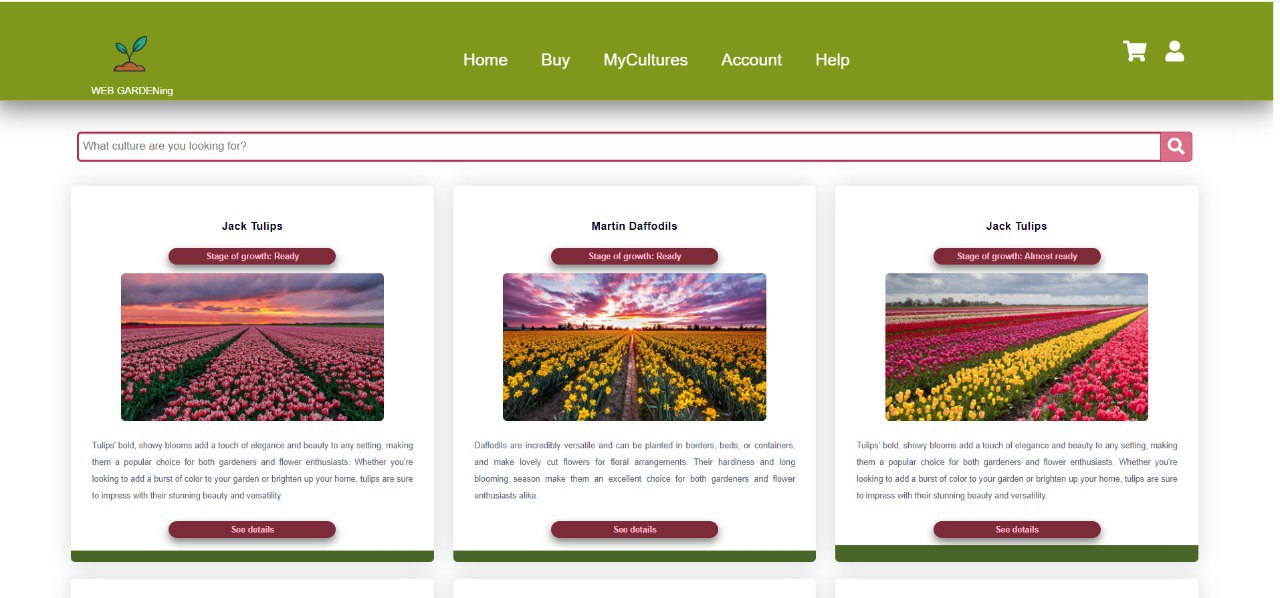 Home Buy MyCultures Account Help
WEB GARDENing
What culture are you looking for?
Jack Tulips
Stage of growth: Ready
Tulips' bold, showy blooms add a touch of elegance and beauty to any setting, making
them a popular choice for both gardeners and flower enthusiasts. Whether you're
looking to add a burst of color to your garden or brighten up your home, tulips are sure
to impress with their stunning beauty and versatility.
See details
Martin Daffodils
Stage of growth: Ready
Daffodils are incredibly versatile and can be planted in borders, beds, or containers,
and make lovely cut flowers for floral arrangements. Their hardiness and long
blooming season make them an excellent choice for both gardeners and flower
enthusiasts alike.
See details
Jack Tulips
Stage of growth: Almost ready
Tulips' bold, showy blooms add a touch of elegance and beauty to any setting, making
them a popular choice for both gardeners and flower enthusiasts. Whether you're
looking to add a burst of color to your garden or brighten up your home, tulips are sure
to impress with their stunning beauty and versatility.
See details